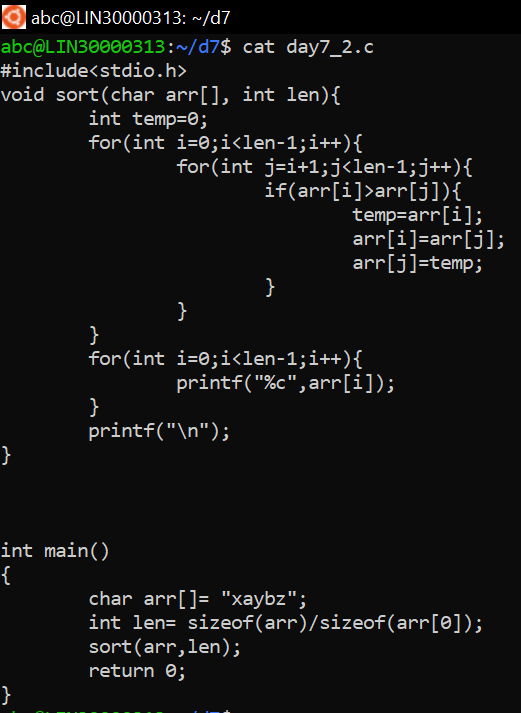 abc@LIN30000313: ~/d7
abc@LIN30000313:~/d7$ cat day7_2.c
#include<stdio.h>
void sort(char arr[], int len){
        int temp=0;
        for(int i=0;i<len-1;i++){
                for(int j=i+1;j<len-1;j++){
                        if(arr[i]>arr[j]){
                                temp=arr[i];
                                arr[i]=arr[j];
                                arr[j]=temp;
                        }
                }
        }
        for(int i=0;i<len-1;i++){
                printf("%c",arr[i]);
        }
        printf("\n");
}
int main()
{
        char arr[]= "xaybz";
        int len= sizeof(arr)/sizeof(arr[0]);
        sort(arr,len);
        return 0;
}
abc@LIN30000313:~/d7$